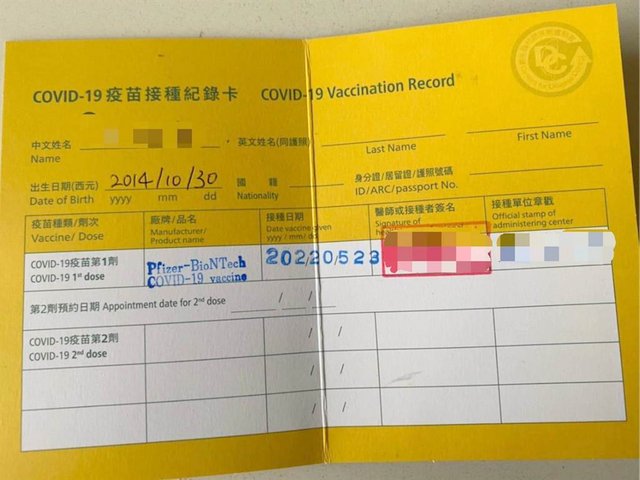 COVID-19 疫苗接種紀錄卡
COVID-19 Vaccination Record
中文姓名
Name
英文姓名(同護照)
Last Name
First Name
出生日期(西元)
Date of Birth
2014/10/30
yyyy mm dd
國籍
Nationality
身分證/居留證/護照號碼
ID/ARC/passport No.
疫苗種類/劑次
Vaccine/ Dose
廠牌/品名
Manufacturer/
Product name
接種日期
Date vaccine given
yyyy / mm / dd
醫師或接種者簽名
Signature of
接種單位章戳
Official stamp of
administering center
COVID-19疫苗第1劑
COVID-19 1st dose
Pfizer-BioNTech
COVID-19 vaccine
2022/0/523
第2劑預約日期 Appointment date for 2nd dose / /
COVID-19疫苗第2劑
COVID-19 2nd dose
/ /
/ /
/ /